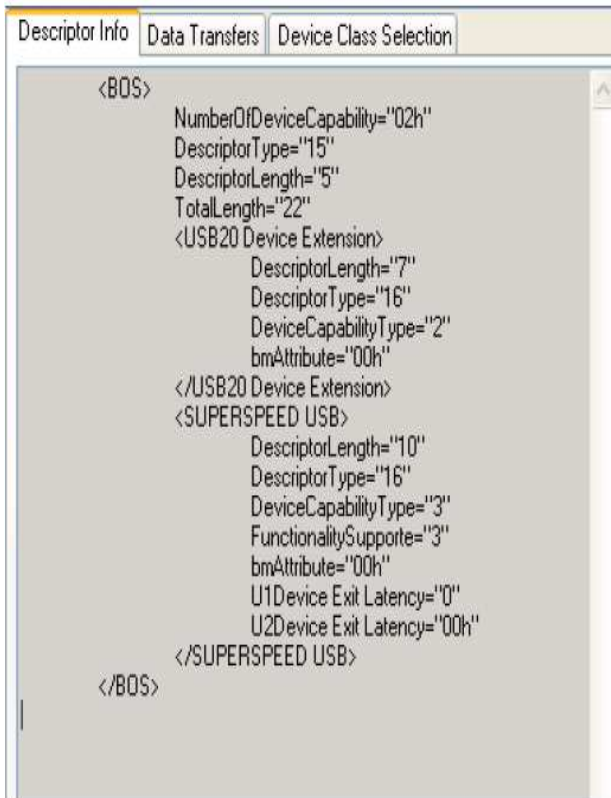 Descriptor Info Data Transfers Device Class Selection
<BOS>
NumberOfDeviceCapability="02h"
DescriptorType="15"
DescriptorLength="5"
TotalLength="22"
<USB20 Device Extension>
DescriptorLength="7"
DescriptorType="16"
DeviceCapabilityType="2"
bmAttribute="00h"
</USB20 Device Extension>
<SUPERSPEED USB>
DescriptorLength="10"
DescriptorType="16"
DeviceCapabilityType="3"
FunctionalitySupporte="3"
bmAttribute="00h"
U1Device Exit Latency="0"
U2Device Exit Latency="00h"
</SUPERSPEED USB>
</BOS>